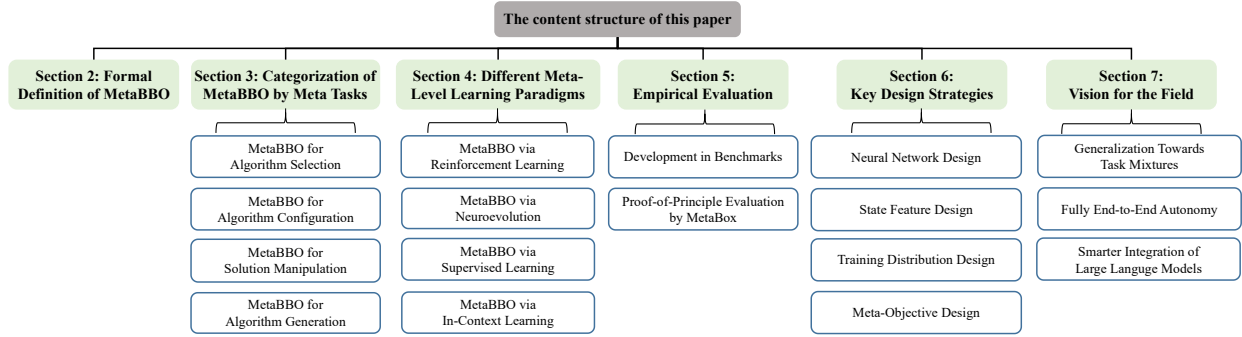 The content structure of this paper
Section 2: Formal
Definition of MetaBBO
Section 3: Categorization of
MetaBBO by Meta Tasks
MetaBBO for
Algorithm Selection
MetaBBO for
Algorithm Configuration
MetaBBO for
Solution Manipulation
MetaBBO for
Algorithm Generation
Section 4: Different Meta-
Level Learning Paradigms
MetaBBO via
Reinforcement Learning
MetaBBO via
Neuroevolution
MetaBBO via
Supervised Learning
MetaBBO via
In-Context Learning
Section 5:
Empirical Evaluation
Development in Benchmarks
Proof-of-Principle Evaluation
by MetaBox
Section 6:
Key Design Strategies
Neural Network Design
State Feature Design
Training Distribution Design
Meta-Objective Design
Section 7:
Vision for the Field
Generalization Towards
Task Mixtures
Fully End-to-End Autonomy
Smarter Integration of
Large Languge Models